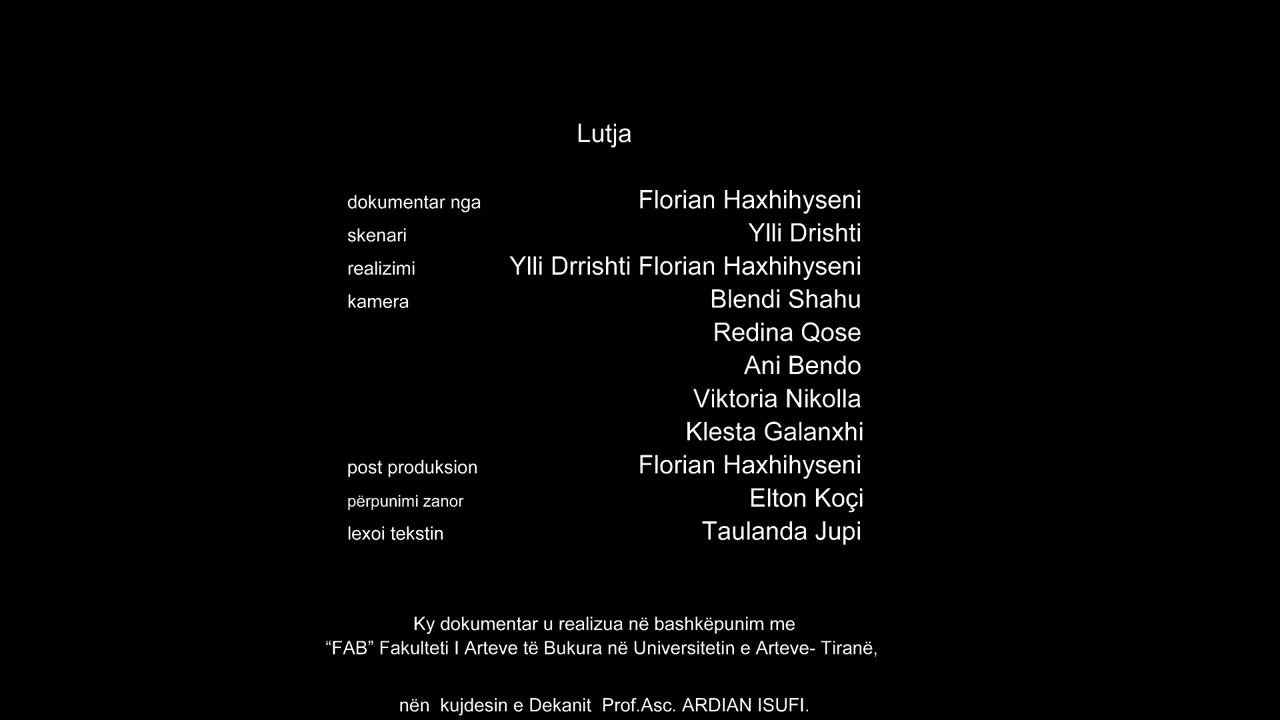 Lutja
dokumentar nga Florian Haxhihyseni
skenari Ylli Drishti
realizimi Ylli Drrishti Florian Haxhihyseni
kamera Blendi Shahu
Redina Qose
Ani Bendo
Viktoria Nikolla
Klesta Galanxhi
post produksion Florian Haxhihyseni
përpunimi zanor Elton Koçi
lexoi tekstin Taulanda Jupi
Ky dokumentar u realizua në bashkëpunim me
“FAB” Fakulteti I Arteve të Bukura në Universitetin e Arteve- Tiranë,
nën kujdesin e Dekanit Prof.Asc. ARDIAN ISUFI.